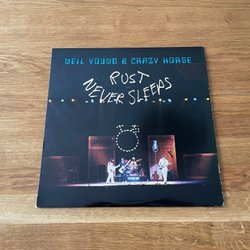 NEIL YOUNG & CRAZY HORSE
RUST
NEVER SLEEPS